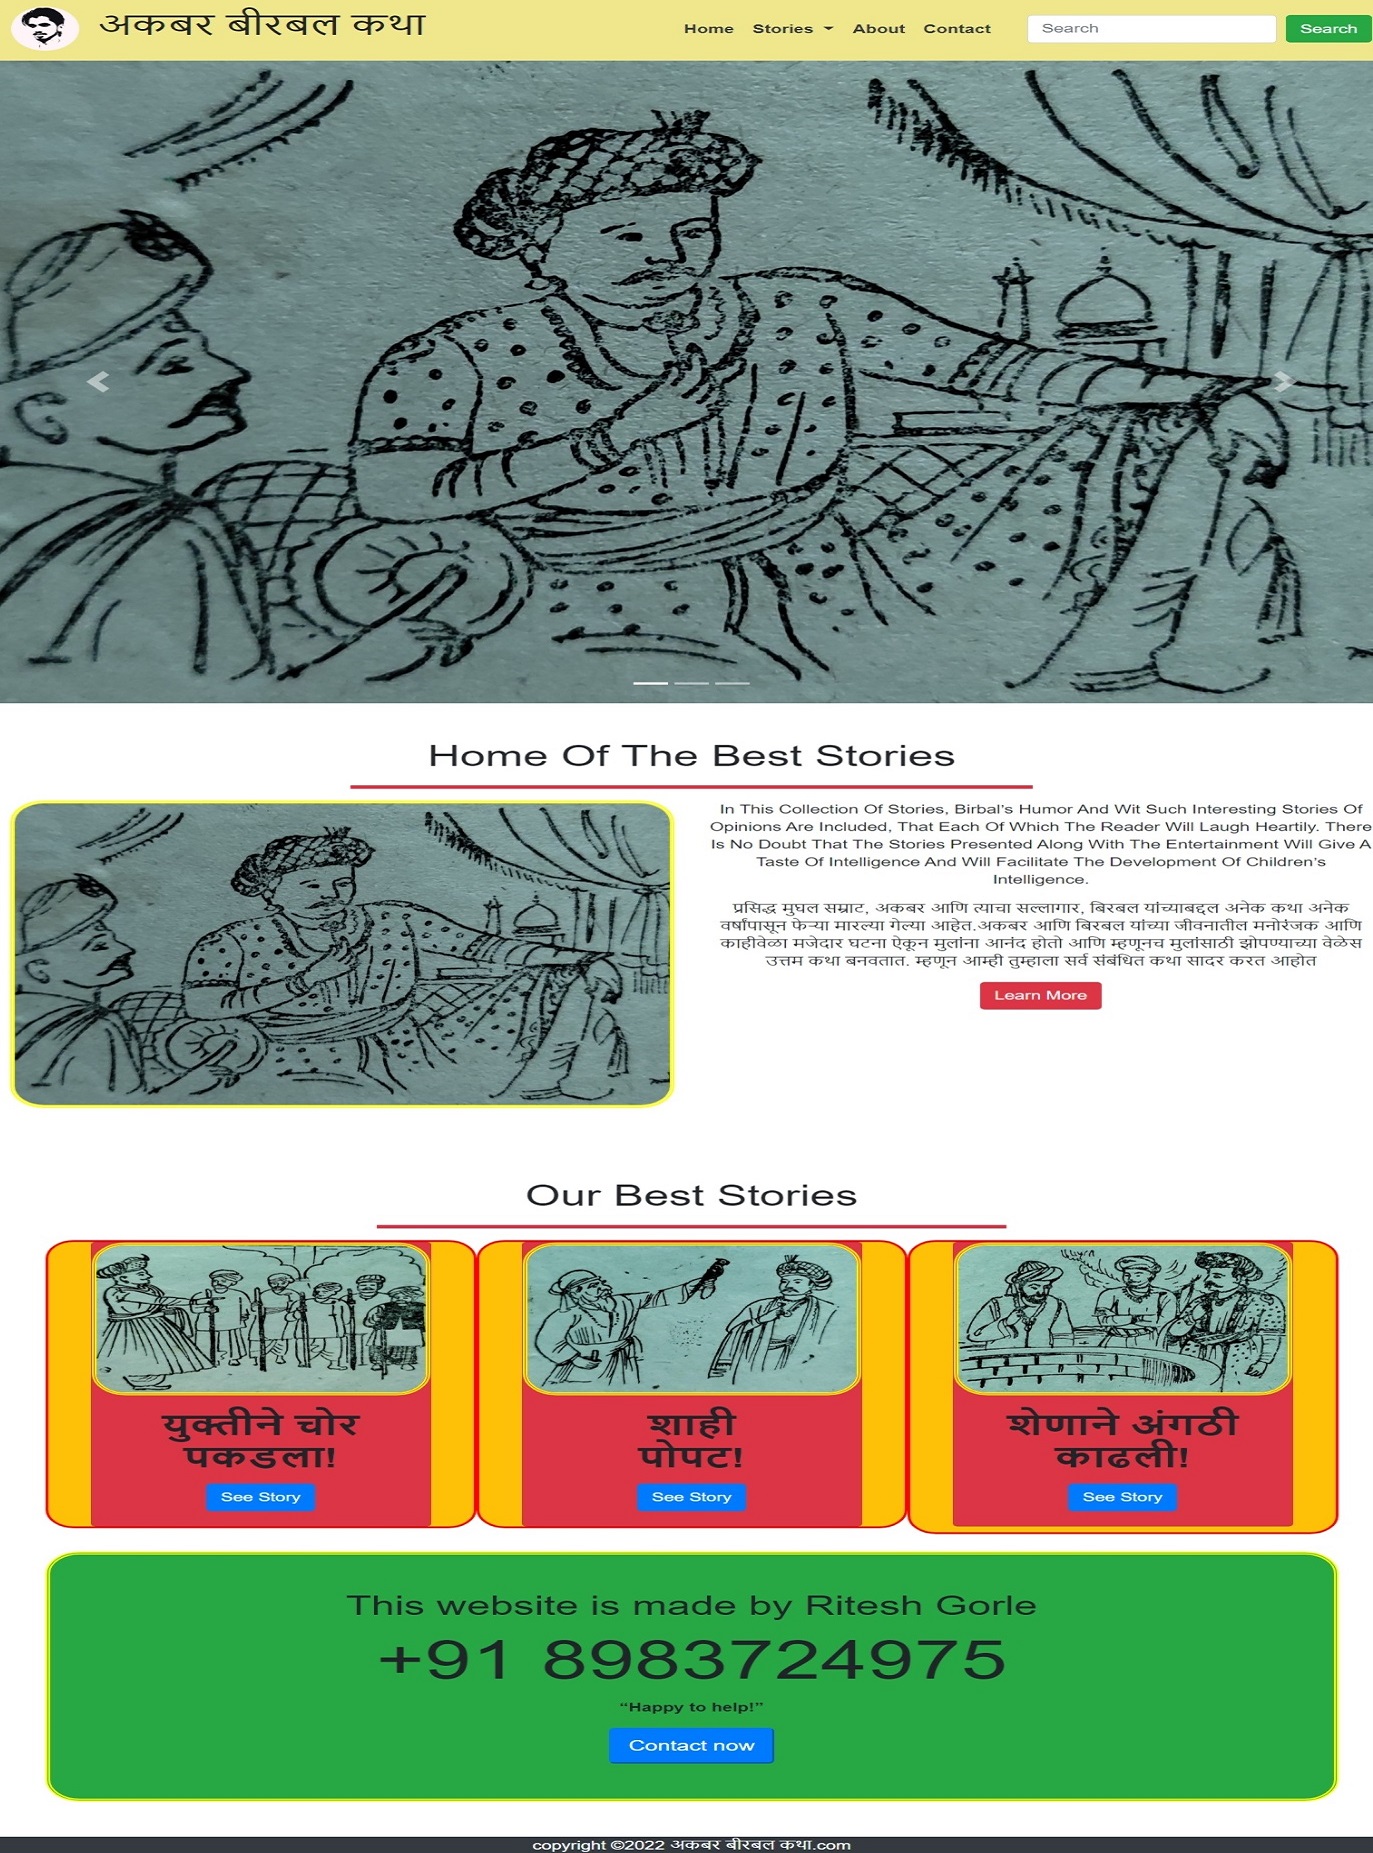 अकबर बीरबल कथा
Home Stories About Contact Search Search
Home Of The Best Stories
In This Collection Of Stories, Birbal's Humor And Wit Such Interesting Stories Of
Opinions Are Included, That Each Of Which The Reader Will Laugh Heartily. There
Is No Doubt That The Stories Presented Along With The Entertainment Will Give A
Taste Of Intelligence And Will Facilitate The Development Of Children's
Intelligence.
प्रसिद्ध मुघल सम्राट, अकबर आणि त्याचा सल्लागार, बिरबल यांच्याबद्दल अनेक कथा अनेक
वर्षांपासून फेऱ्या मारल्या गेल्या आहेत.अकबर आणि बिरबल यांच्या जीवनातील मनोरंजक आणि
काहीवेळा मजेदार घटना ऐकून मुलांना आनंद होतो आणि म्हणूनच मुलांसाठी झोपण्याच्या वेळेस
उत्तम कथा बनवतात. म्हणून आम्ही तुम्हाला सर्व संबंधित कथा सादर करत आहोत
Learn More
Our Best Stories
युक्तीने चोर
पकडला!
See Story
शाही
पोपट!
See Story
शेणाने अंगठी
काढली!
See Story
This website is made by Ritesh Gorle
+91 8983724975
“Happy to help!”
Contact now
copyright ©2022 अकबर बीरबल कथा.com